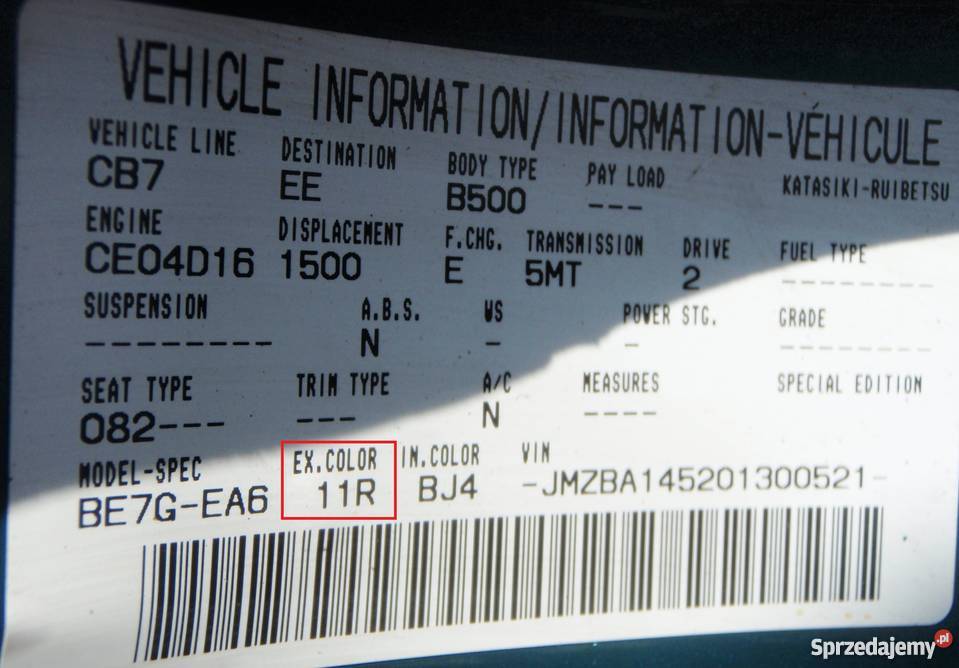 VEHICLE INFORMATION/INFORMATION-VÉHICULE
VEHICLE LINE DESTINATION BODY TYPE PAY LOAD KATASIKI-RUIBETSU
CB7 EE B500 ---
ENGINE DISPLACEMENT F.CHG. TRANSMISSION DRIVE FUEL TYPE
CE04D16 1500 E 5MT 2 --------
SUSPENSION A.B.S. WS POWER STG. GRADE
--------- N - - --------
SEAT TYPE TRIM TYPE A/C MEASURES SPECIAL EDITION
082--- --- N ----
MODEL-SPEC EX.COLOR IN.COLOR VIN
BE7G-EA6 11R BJ4 -JMZBA145201300521-
Sprzedajemy.pl